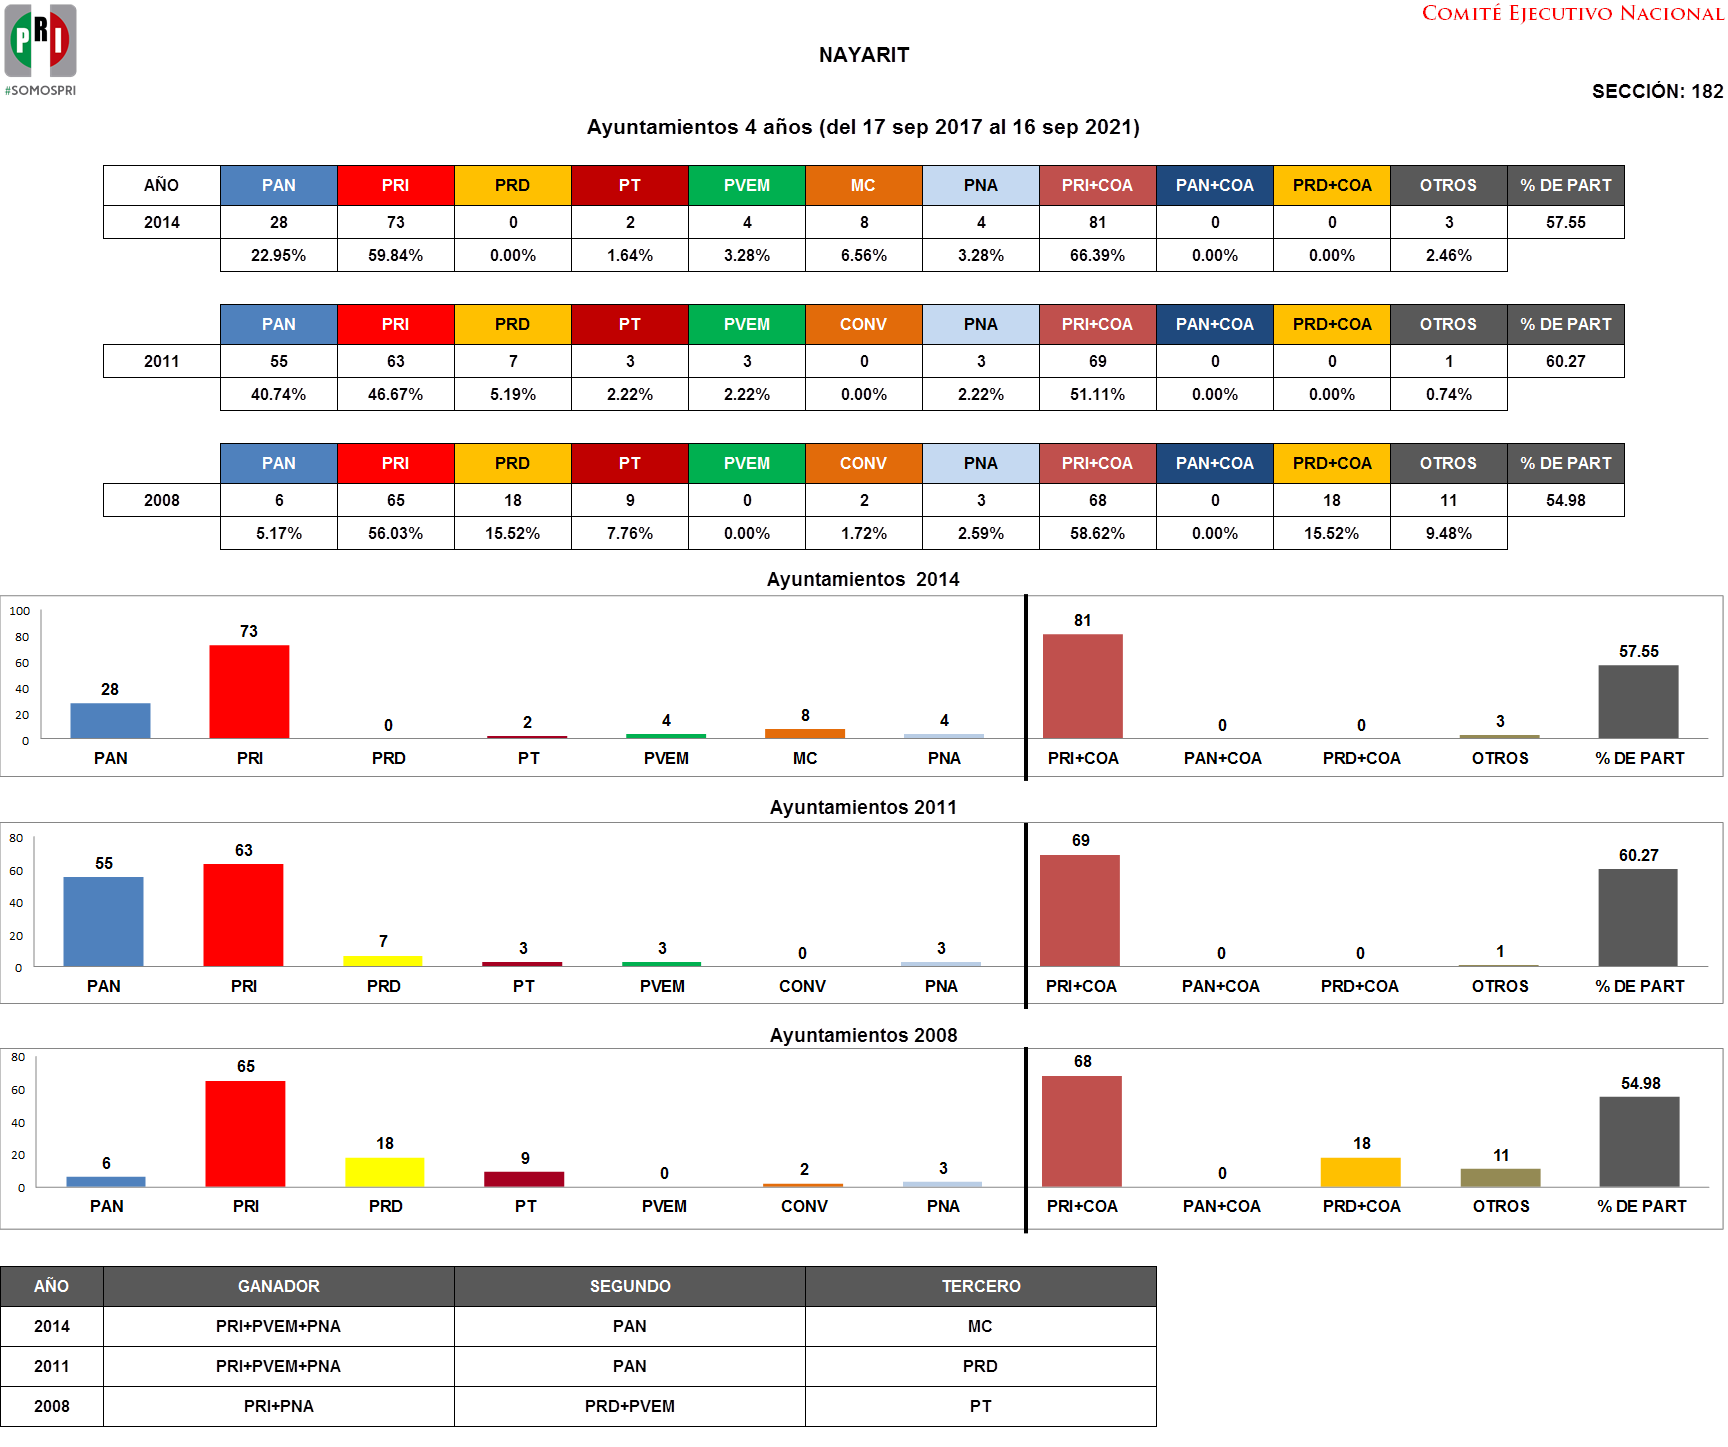 PRI
#SOMOSPRI
COMITÉ EJECUTIVO NACIONAL
NAYARIT
SECCIÓN: 182
Ayuntamientos 4 años (del 17 sep 2017 al 16 sep 2021)
AÑO PAN PRI PRD PT PVEM MC PNA PRI+COA PAN+COA PRD+COA OTROS % DE PART
2014 28 73 0 2 4 8 4 81 0 0 3 57.55
22.95% 59.84% 0.00% 1.64% 3.28% 6.56% 3.28% 66.39% 0.00% 0.00% 2.46%
PAN PRI PRD PT PVEM CONV PNA PRI+COA PAN+COA PRD+COA OTROS % DE PART
2011 55 63 7 3 3 0 3 69 0 0 1 60.27
40.74% 46.67% 5.19% 2.22% 2.22% 0.00% 2.22% 51.11% 0.00% 0.00% 0.74%
PAN PRI PRD PT PVEM CONV PNA PRI+COA PAN+COA PRD+COA OTROS % DE PART
2008 6 65 18 9 0 2 3 68 0 18 11 54.98
5.17% 56.03% 15.52% 7.76% 0.00% 1.72% 2.59% 58.62% 0.00% 15.52% 9.48%
Ayuntamientos 2014
100
80
60
40
20
0
28 73 0 2 4 8 4 81 0 0 3 57.55
PAN PRI PRD PT PVEM MC PNA PRI+COA PAN+COA PRD+COA OTROS % DE PART
Ayuntamientos 2011
80
60
40
20
0
55 63 7 3 3 0 3 69 0 0 1 60.27
PAN PRI PRD PT PVEM CONV PNA PRI+COA PAN+COA PRD+COA OTROS % DE PART
Ayuntamientos 2008
80
60
40
20
0
6 65 18 9 0 2 3 68 0 18 11 54.98
PAN PRI PRD PT PVEM CONV PNA PRI+COA PAN+COA PRD+COA OTROS % DE PART
AÑO GANADOR SEGUNDO TERCERO
2014 PRI+PVEM+PNA PAN MC
2011 PRI+PVEM+PNA PAN PRD
2008 PRI+PNA PRD+PVEM PT